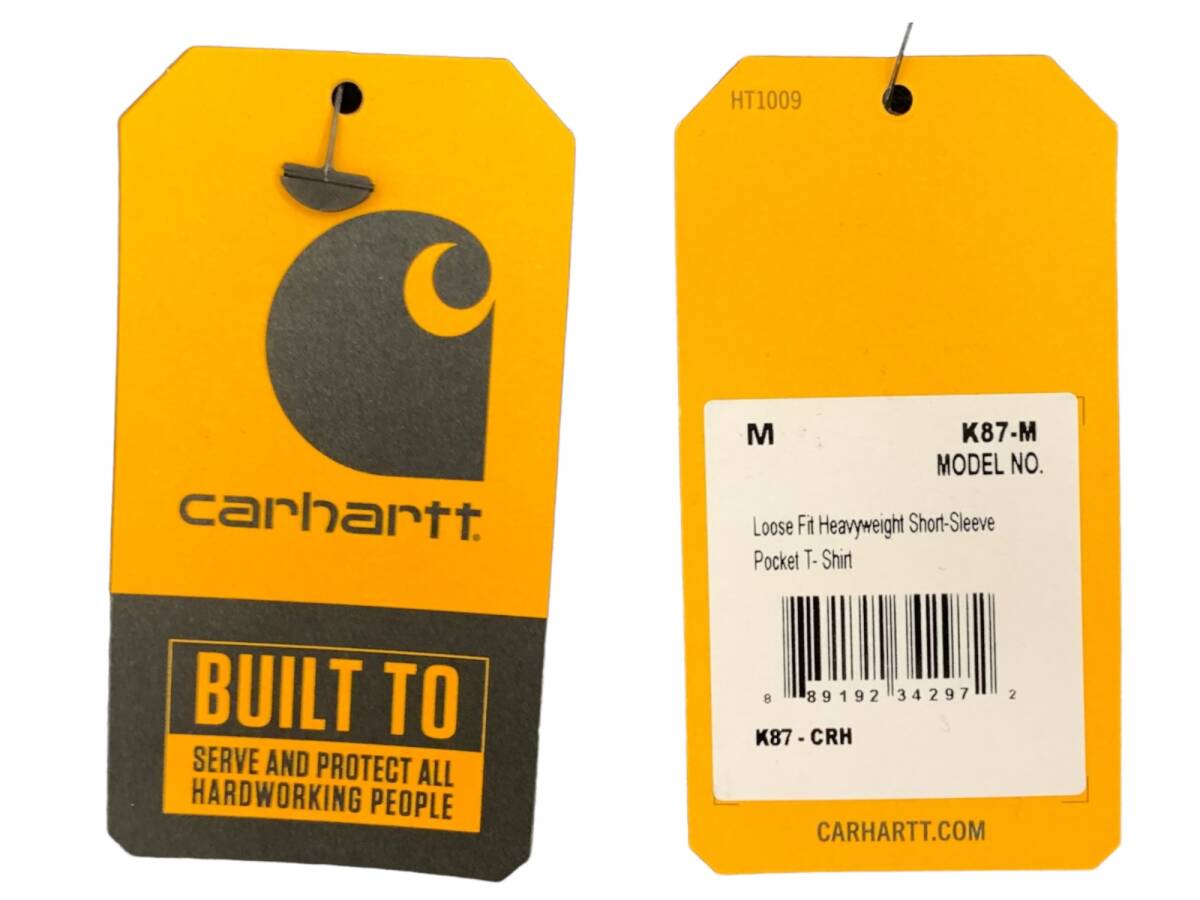 carhartt.
BUILT TO
SERVE AND PROTECT ALL
HARDWORKING PEOPLE
HT1009
M K87-M
MODEL NO.
Loose Fit Heavyweight Short-Sleeve
Pocket T- Shirt
8 89192 34297 2
K87 - CRH
CARHARTT.COM